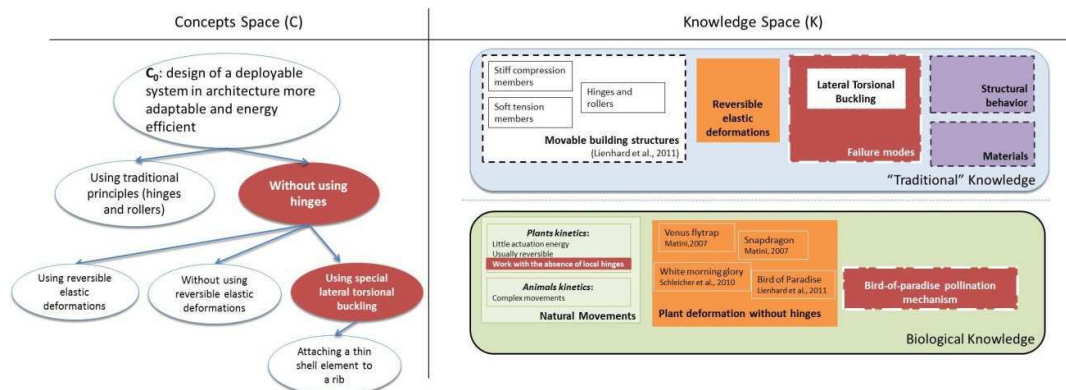 Concepts Space (C)
Knowledge Space (K)
C₀: design of a deployable
system in architecture more
adaptable and energy
efficient
Using traditional
principles (hinges
and rollers)
Without using
hinges
Using reversible
elastic
deformations
Without using
reversible elastic
deformations
Using special
lateral torsional
buckling
Attaching a thin
shell element to
a rib
Stiff compression
members
Soft tension
members
Hinges and
rollers
Movable building structures
(Lienhard et al., 2011)
Reversible
elastic
deformations
Lateral Torsional
Buckling
Failure modes
Structural
behavior
Materials
“Traditional” Knowledge
Plants kinetics:
Little actuation energy
Usually reversible
Work with the absence of local hinges
Animals kinetics:
Complex movements
Natural Movements
Venus flytrap
Matini,2007
Snapdragon
Matini, 2007
White morning glory
Schleicher et al., 2010
Bird of Paradise
Lienhard et al., 2011
Plant deformation without hinges
Bird-of-paradise pollination
mechanism
Biological Knowledge